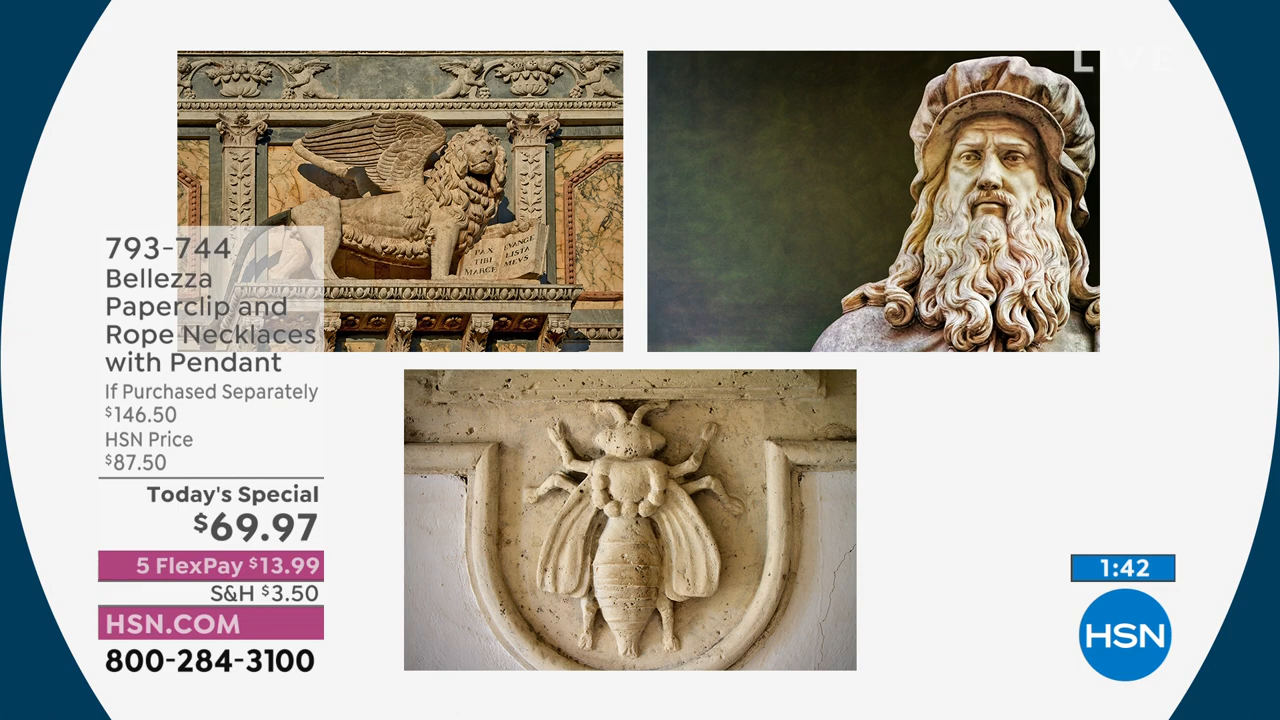 LIVE
PAX
TIBI
MARCE
EVANGE
LISTA
MEVS
793-744
Bellezza
Paperclip and
Rope Necklaces
with Pendant
If Purchased Separately
$146.50
HSN Price
$87.50
Today's Special
$69.97
5 FlexPay $13.99
S&H $3.50
HSN.COM
800-284-3100
1:42
HSN